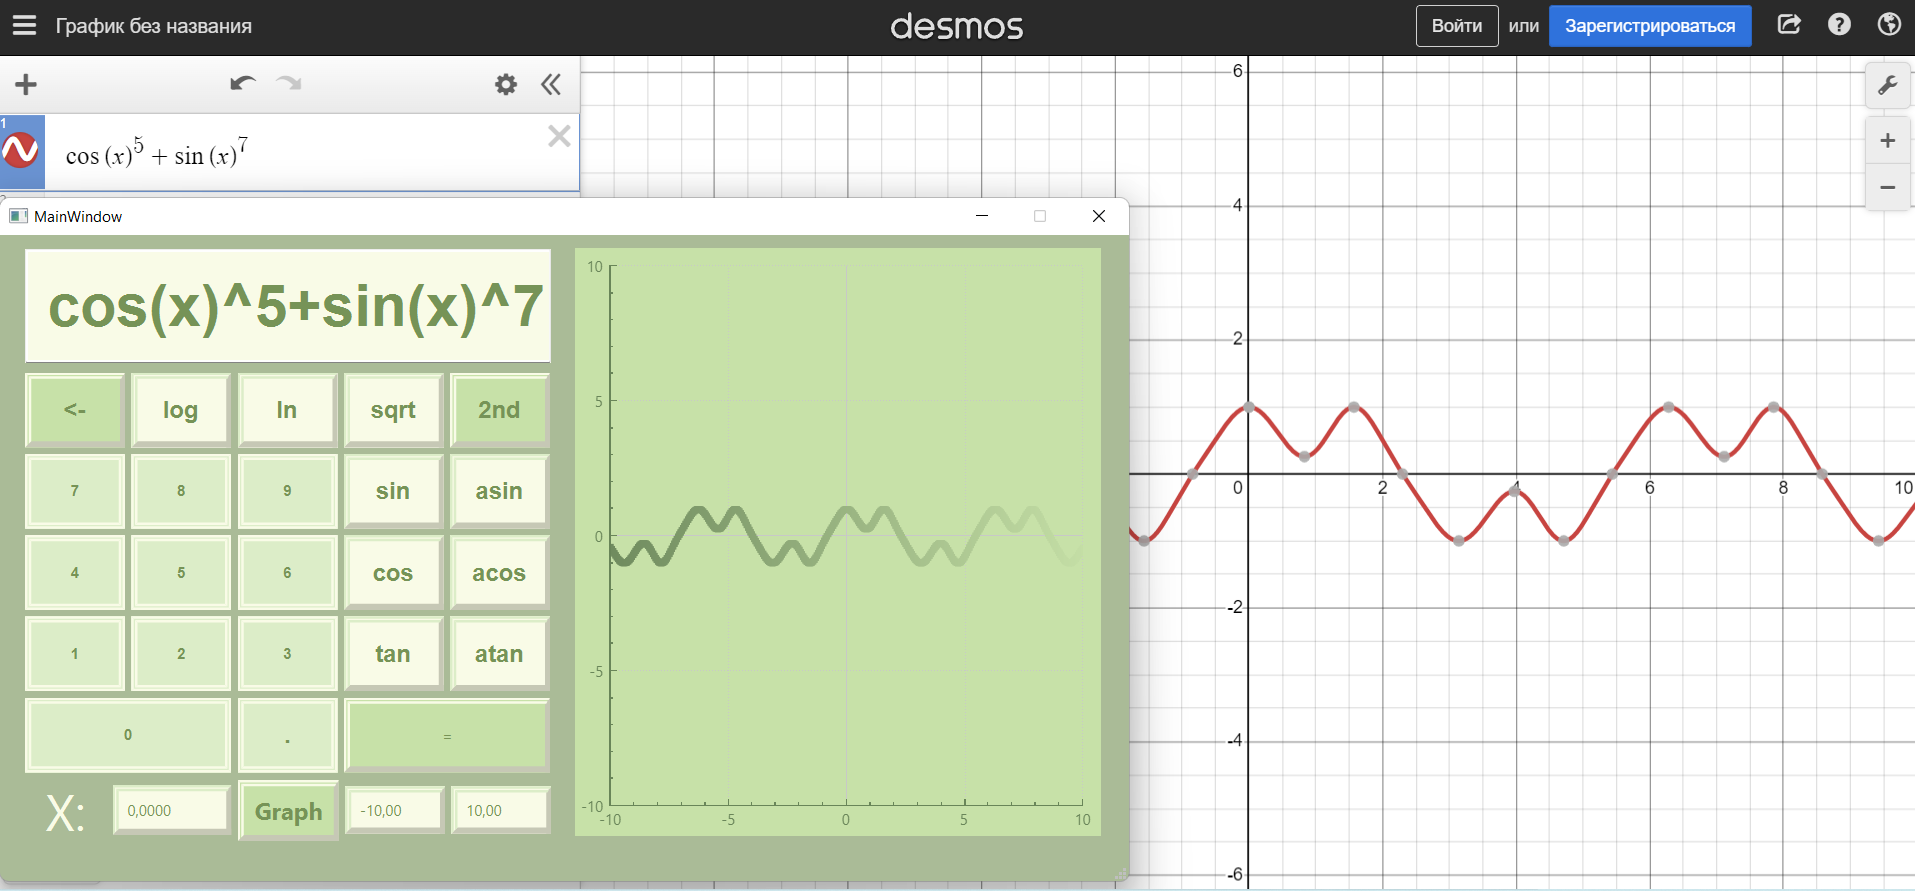 График без названия
desmos
Войти
или
Зарегистрироваться
?
1
cos (x)^5 + sin (x)^7
MainWindow
cos(x)^5+sin(x)^7
<-
log
ln
sqrt
2nd
7
8
9
sin
asin
4
5
6
cos
acos
1
2
3
tan
atan
0
.
=
X:
0,0000
Graph
-10,00
10,00
10
5
0
-5
-10
-10
-5
0
5
10
6
4
2
0
2
4
6
8
10
-2
-4
-6